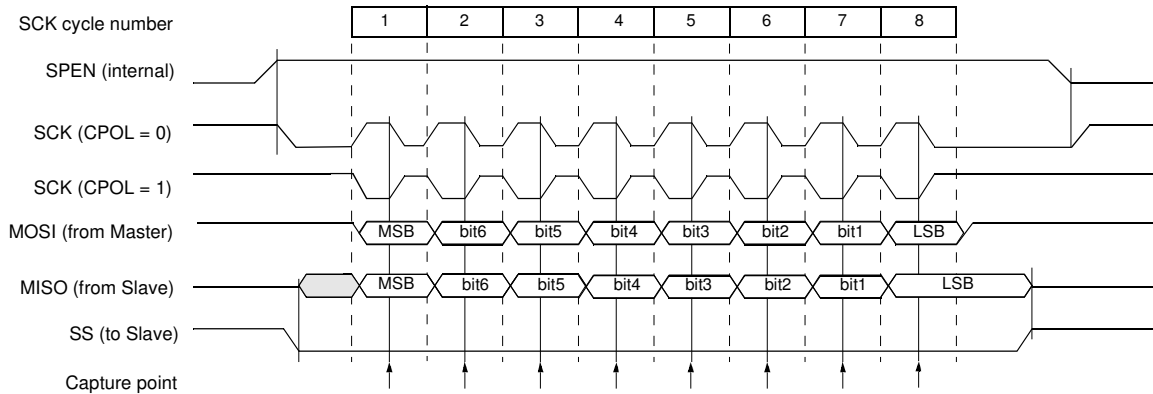 SCK cycle number 1 2 3 4 5 6 7 8
SPEN (internal)
SCK (CPOL = 0)
SCK (CPOL = 1)
MOSI (from Master) MSB bit6 bit5 bit4 bit3 bit2 bit1 LSB
MISO (from Slave) MSB bit6 bit5 bit4 bit3 bit2 bit1 LSB
SS (to Slave)
Capture point